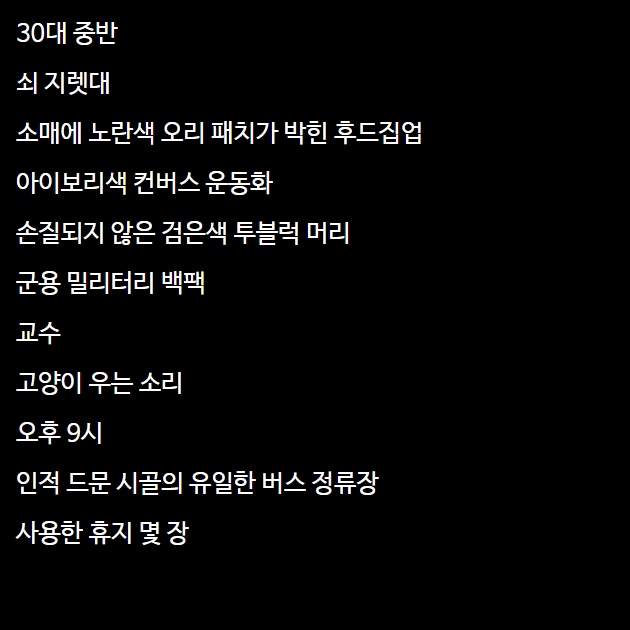 30대 중반
쇠 지렛대
소매에 노란색 오리 패치가 박힌 후드집업
아이보리색 컨버스 운동화
손질되지 않은 검은색 투블럭 머리
군용 밀리터리 백팩
교수
고양이 우는 소리
오후 9시
인적 드문 시골의 유일한 버스 정류장
사용한 휴지 몇 장